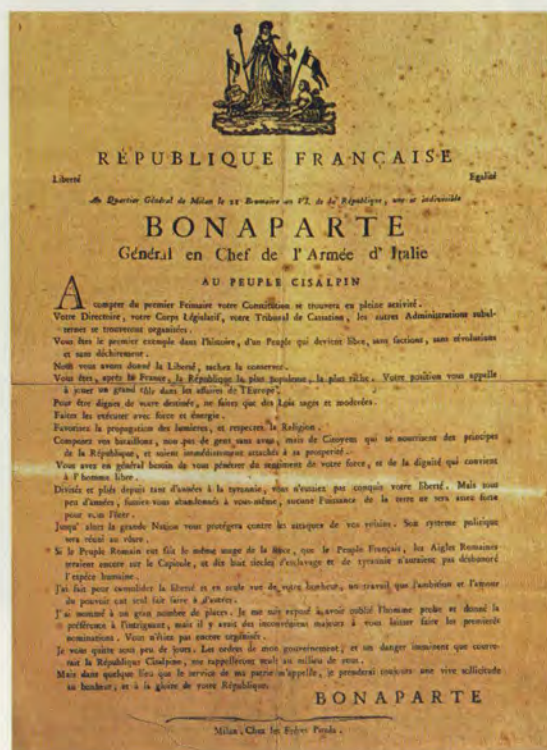 RÉPUBLIQUE FRANÇAISE
Liberté Egalité
Au Quartier Général de Milan le 22 Brumaire an VI. de la République, une et indivisible
BONAPARTE
Général en Chef de l'Armée d'Italie
AU PEUPLE CISALPIN
A compter du premier Frimaire votre Constitution se trouvera en pleine activité.
Votre Directoire, votre Corps Législatif, votre Tribunal de Cassation, les autres Administrations subal-
ternes se trouveront organisées.
Vous êtes le premier exemple dans l'histoire, d'un Peuple qui devient libre, sans factions, sans révolutions
et sans déchirement.
Nous vous avons donné la Liberté, sachez la conserver.
Vous êtes, après la France, la République la plus populeuse, la plus riche. Votre position vous appelle
à jouer un grand rôle dans les affaires de l'Europe.
Pour être dignes de votre destinée, ne faites que des Lois sages et modérées.
Faites les exécuter avec force et énergie.
Favorisez la propagation des lumières, et respectez la Religion.
Composez vos bataillons, non pas de gens sans aveu, mais de Citoyens qui se nourrissent des principes
de la République, et soient immédiatement attachés à sa prospérité.
Vous avez en général besoin de vous pénétrer du sentiment de votre force, et de la dignité qui convient
à l'homme libre.
Divisés et pliés depuis tant d'années à la tyrannie, vous n'eussiez pas conquis votre liberté. Mais sous
peu d'années, fussiez-vous abandonnés à vous-même, aucune Puissance de la terre ne sera assez forte
pour vous l'ôter.
Jusqu'alors la grande Nation vous protégera contre les attaques de vos voisins. Son système politique
sera réuni au vôtre.
Si le Peuple Romain eut fait le même usage de la force, que le Peuple Français, les Aigles Romaines
seraient encore sur le Capitole, et dès huit siècles d'esclavage et de tyrannie n'auraient pas déshonoré
l'espèce humaine.
J'ai fait pour consolider la liberté et en seule vue de votre bonheur, un travail que l'ambition et l'amour
du pouvoir ont seul fait faire à d'autres.
J'ai nommé à un gran nombre de places. Je me suis exposé à avoir oublié l'homme probe et donné la
préférence à l'intriguant, mais il y avait des inconvéniens majeurs à vous laisser faire les premières
nominations. Vous n'étiez pas encore organisés.
Je vous quitte sous peu de jours. Les ordres de mon gouvernement, et un danger imminent que courre-
rait la République Cisalpine, me rappelleront seuls au milieu de vous.
Mais dans quelque lieu que le service de ma patrie m'appelle, je prenderai toujours une vive sollicitude
au bonheur, et à la gloire de votre République.
BONAPARTE
Milan, Chez les Frères